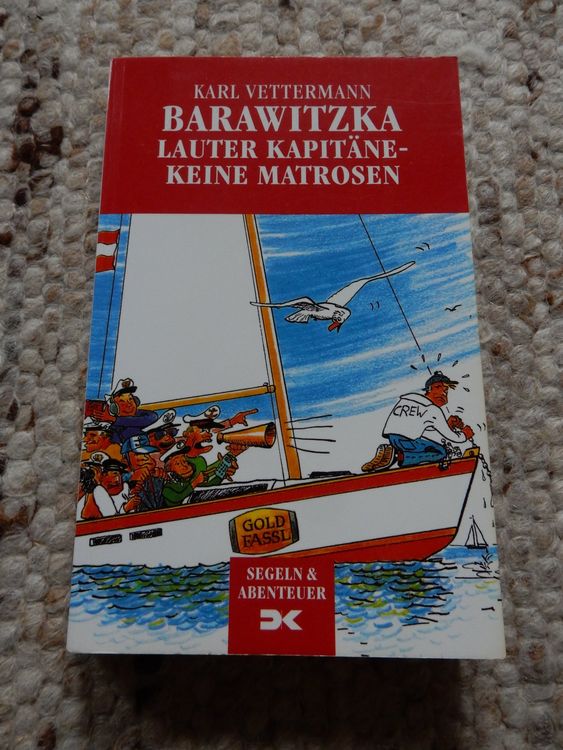 KARL VETTERMANN
BARAWITZKA
LAUTER KAPITÄNE-
KEINE MATROSEN
CREW
GOLD
FASSL
SEGELN &
ABENTEUER
DK